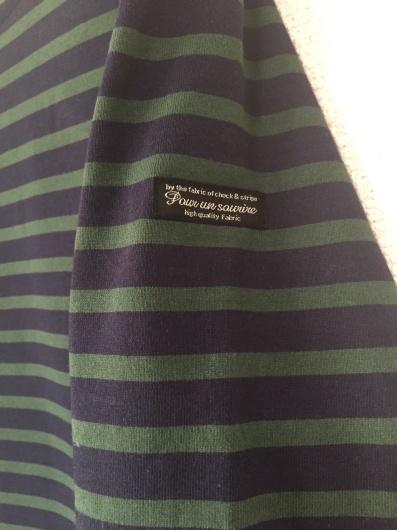 by the fabric of check & stripe
Pour un sourire
high quality fabric